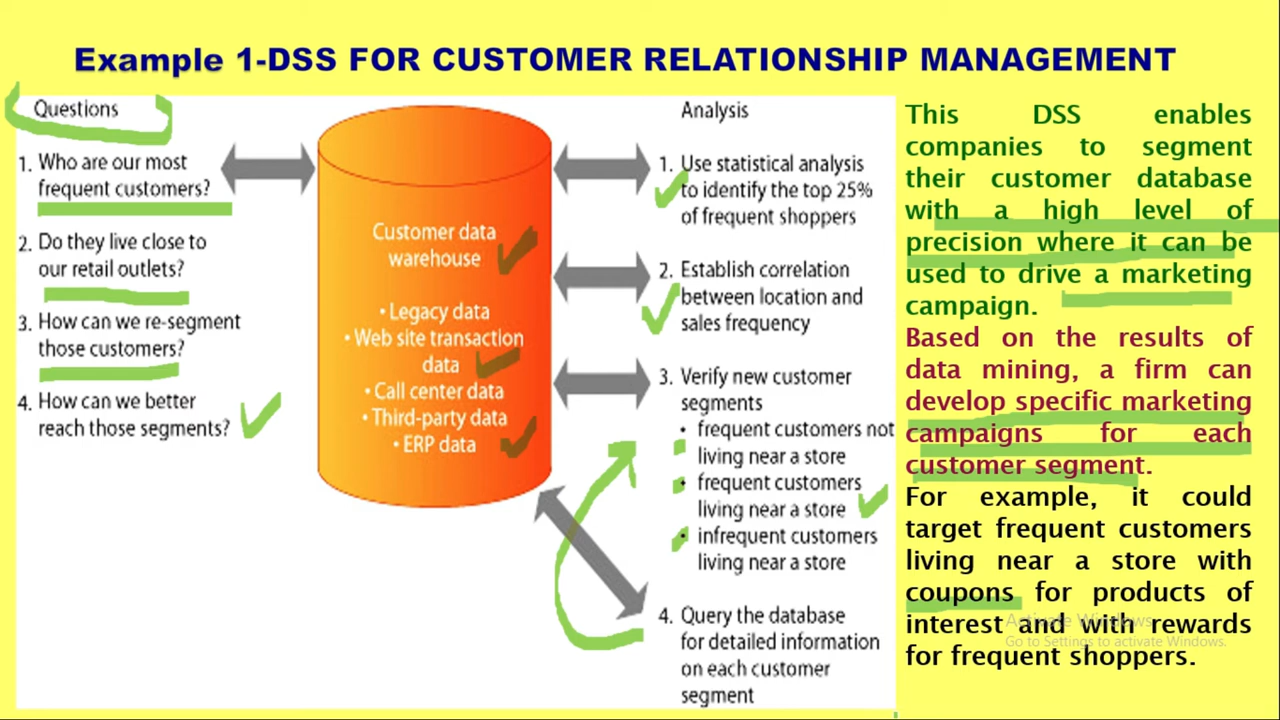 Example 1-DSS FOR CUSTOMER RELATIONSHIP MANAGEMENT
Questions
1. Who are our most
frequent customers?
2. Do they live close to
our retail outlets?
3. How can we re-segment
those customers?
4. How can we better
reach those segments?
Customer data
warehouse
• Legacy data
• Web site transaction
data
• Call center data
• Third-party data
• ERP data
Analysis
1. Use statistical analysis
to identify the top 25%
of frequent shoppers
2. Establish correlation
between location and
sales frequency
3. Verify new customer
segments
• frequent customers not
living near a store
• frequent customers
living near a store
• infrequent customers
living near a store
4. Query the database
for detailed information
on each customer
segment
This DSS enables
companies to segment
their customer database
with a high level of
precision where it can be
used to drive a marketing
campaign.
Based on the results of
data mining, a firm can
develop specific marketing
campaigns for each
customer segment.
For example, it could
target frequent customers
living near a store with
coupons for products of
interest and with rewards
for frequent shoppers.
Activate Windows
Go to Settings to activate Windows.